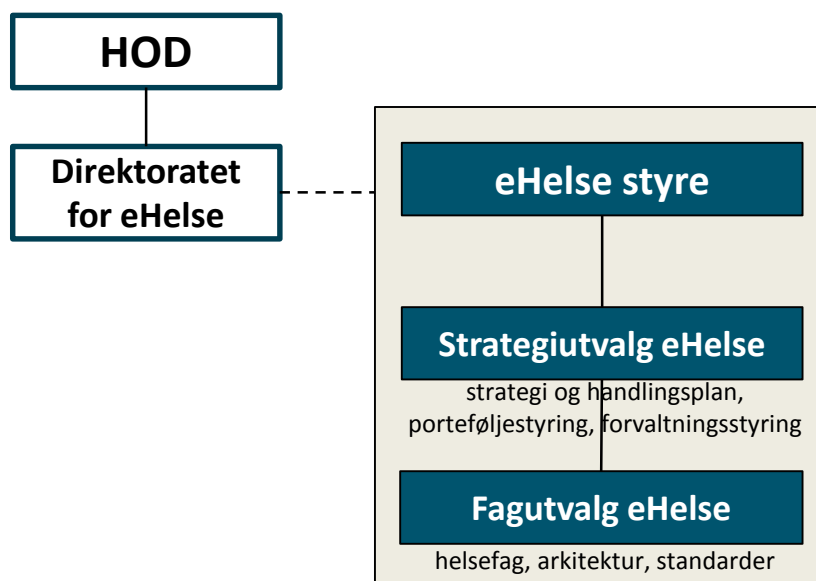 HOD
Direktoratet
for eHelse
eHelse styre
Strategiutvalg eHelse
strategi og handlingsplan,
porteføljestyring, forvaltningsstyring
Fagutvalg eHelse
helsefag, arkitektur, standarder